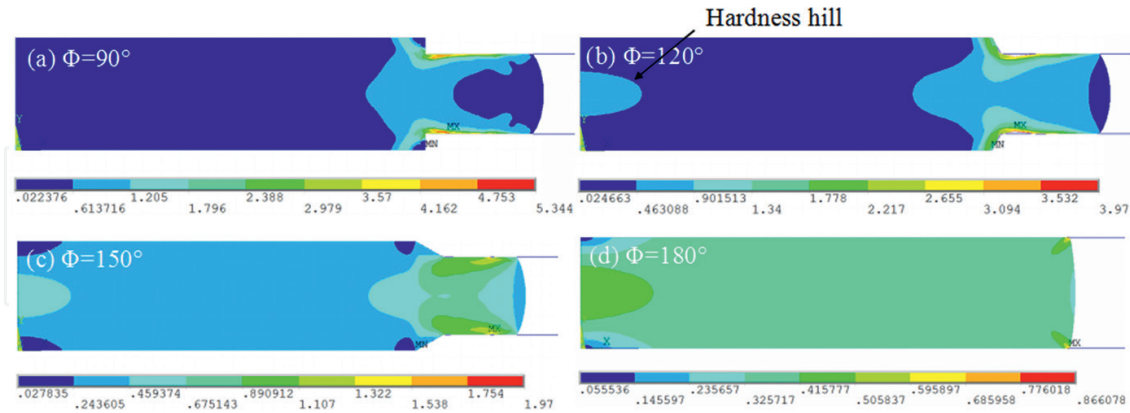 Hardness hill
(a) Φ=90°
(b) Φ=120°
Y
MX
MN
MX
MN
.022376 1.205 2.388 3.57 4.753
.613716 1.796 2.979 4.162 5.344
.024663 .901513 1.778 2.655 3.532
.463088 1.34 2.217 3.094 3.97
(c) Φ=150°
(d) Φ=180°
MX
MN
X
MX
.027835 .459374 .890912 1.322 1.754
.243605 .675143 1.107 1.538 1.97
.055536 .235657 .415777 .595897 .776018
.145597 .325717 .505837 .685958 .866078